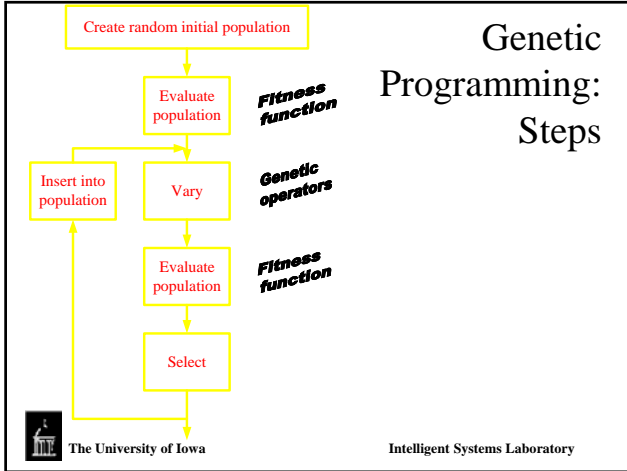 Create random initial population
Genetic
Programming:
Steps
Evaluate
population
Fitness
function
Insert into
population
Vary
Genetic
operators
Evaluate
population
Fitness
function
Select
The University of Iowa
Intelligent Systems Laboratory